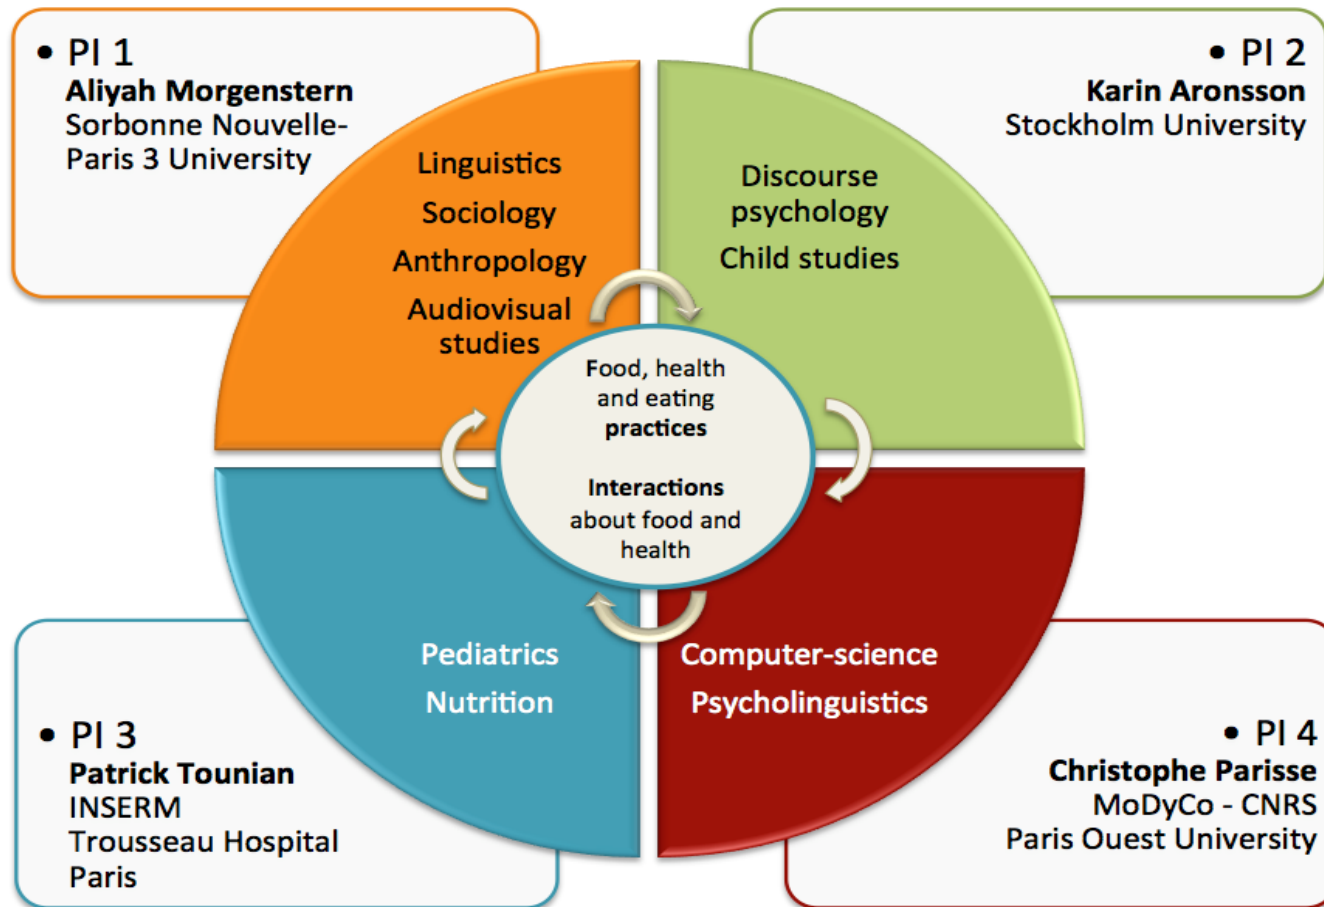 • PI 1
Aliyah Morgenstern
Sorbonne Nouvelle-
Paris 3 University
• PI 2
Karin Aronsson
Stockholm University
Linguistics
Sociology
Anthropology
Audiovisual
studies
Discourse
psychology
Child studies
Food, health
and eating
practices
Interactions
about food and
health
Pediatrics
Nutrition
Computer-science
Psycholinguistics
• PI 3
Patrick Tounian
INSERM
Trousseau Hospital
Paris
• PI 4
Christophe Parisse
MoDyCo - CNRS
Paris Ouest University